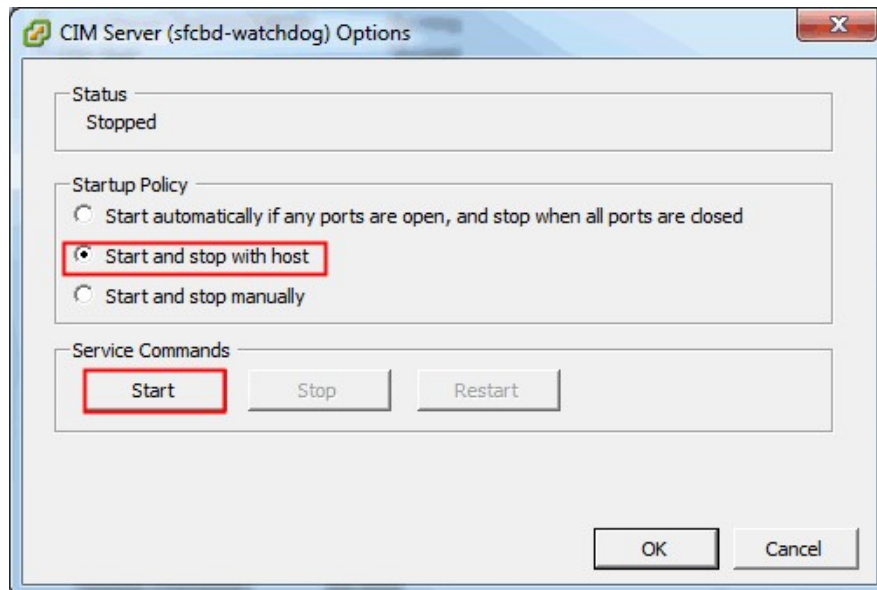 CIM Server (sfcbd-watchdog) Options
Status
Stopped
Startup Policy
Start automatically if any ports are open, and stop when all ports are closed
Start and stop with host
Start and stop manually
Service Commands
Start Stop Restart
OK Cancel